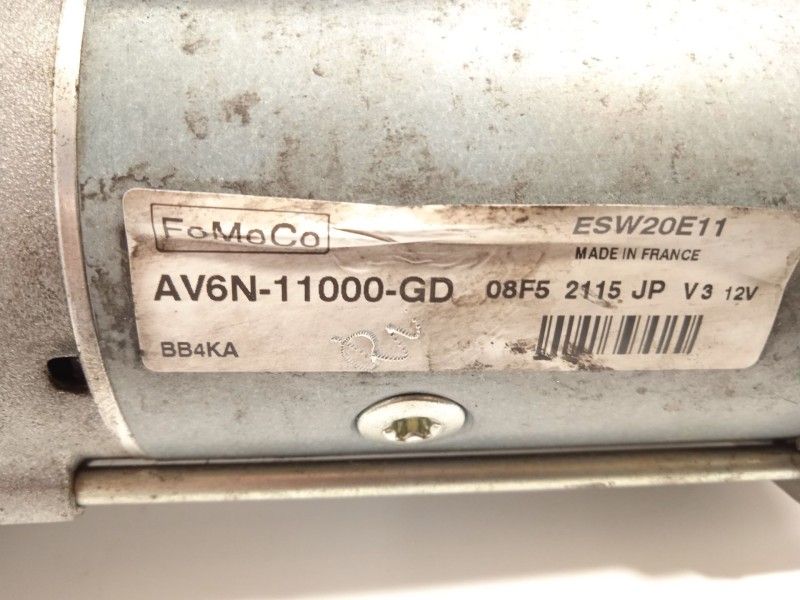 FoMoCo
ESW20E11
MADE IN FRANCE
AV6N-11000-GD 08F5 2115 JP V3 12V
BB4KA